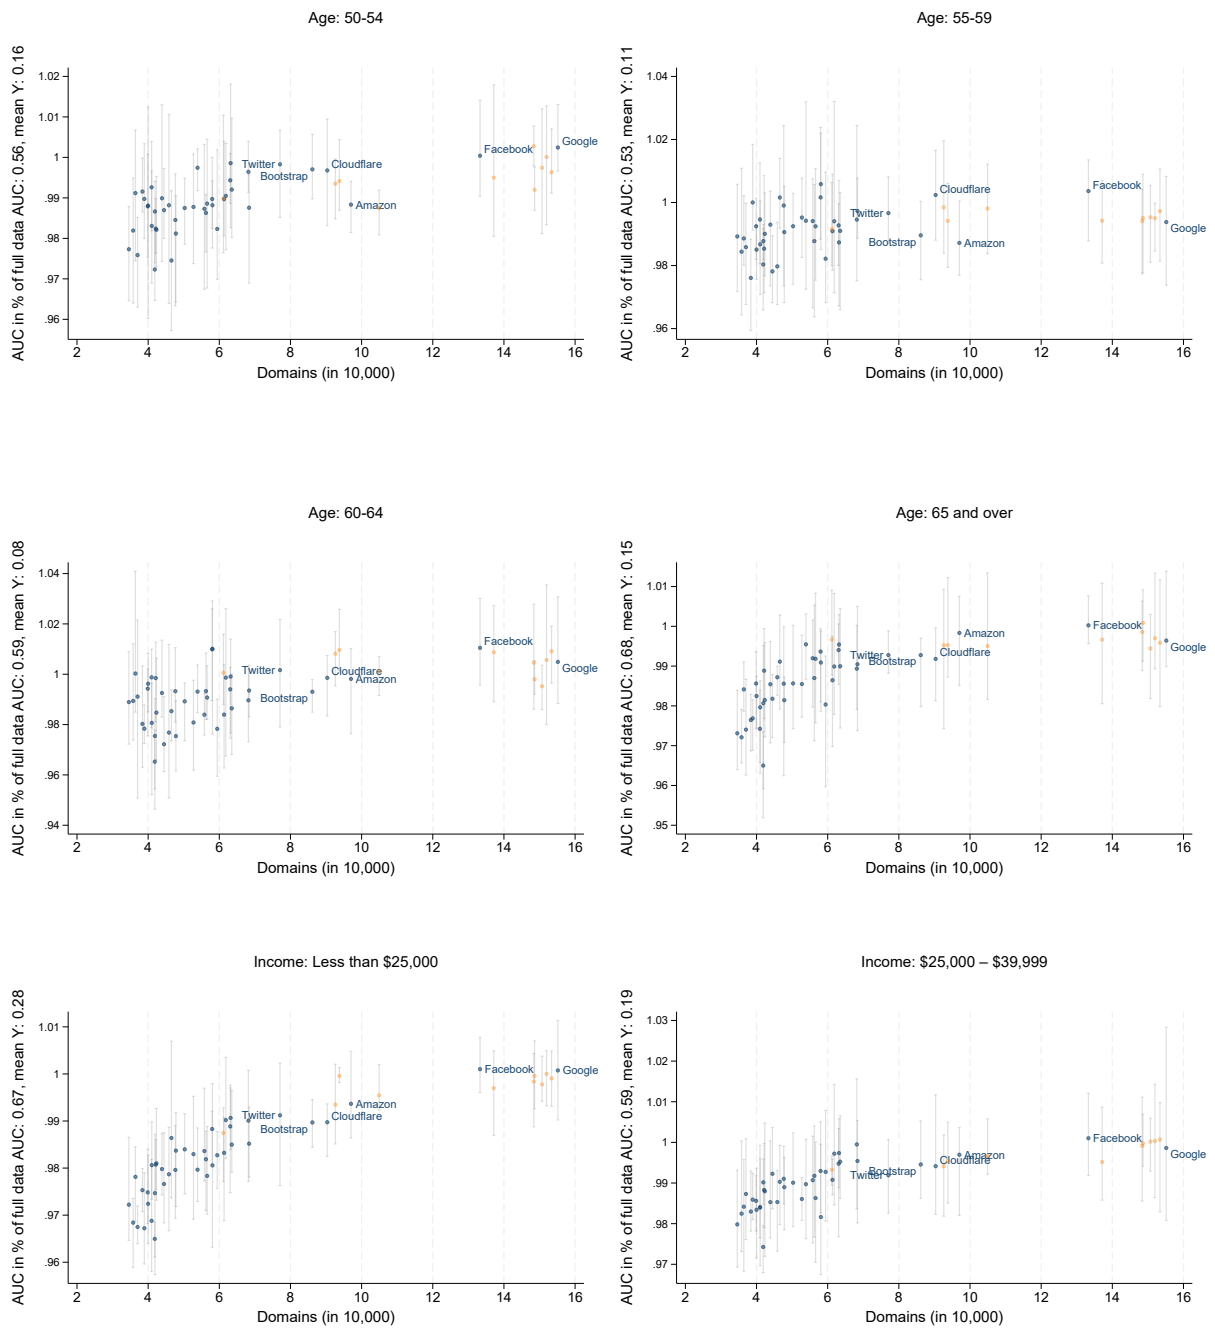 Age: 50-54
AUC in % of full data AUC: 0.56, mean Y: 0.16
1.02
1.01
1
.99
.98
.97
.96
Twitter
Bootstrap
Cloudflare
Amazon
Facebook
Google
2 4 6 8 10 12 14 16
Domains (in 10,000)
Age: 55-59
AUC in % of full data AUC: 0.53, mean Y: 0.11
1.04
1.02
1
.98
.96
Twitter
Bootstrap
Cloudflare
Amazon
Facebook
Google
2 4 6 8 10 12 14 16
Domains (in 10,000)
Age: 60-64
AUC in % of full data AUC: 0.59, mean Y: 0.08
1.04
1.02
1
.98
.96
.94
Twitter
Bootstrap
Cloudflare
Amazon
Facebook
Google
2 4 6 8 10 12 14 16
Domains (in 10,000)
Age: 65 and over
AUC in % of full data AUC: 0.68, mean Y: 0.15
1.01
1
.99
.98
.97
.96
.95
Twitter
Bootstrap
Cloudflare
Amazon
Facebook
Google
2 4 6 8 10 12 14 16
Domains (in 10,000)
Income: Less than $25,000
AUC in % of full data AUC: 0.67, mean Y: 0.28
1.01
1
.99
.98
.97
.96
Twitter
Bootstrap
Cloudflare
Amazon
Facebook
Google
2 4 6 8 10 12 14 16
Domains (in 10,000)
Income: $25,000 – $39,999
AUC in % of full data AUC: 0.59, mean Y: 0.19
1.03
1.02
1.01
1
.99
.98
.97
Twitter
Bootstrap
Cloudflare
Amazon
Facebook
Google
2 4 6 8 10 12 14 16
Domains (in 10,000)